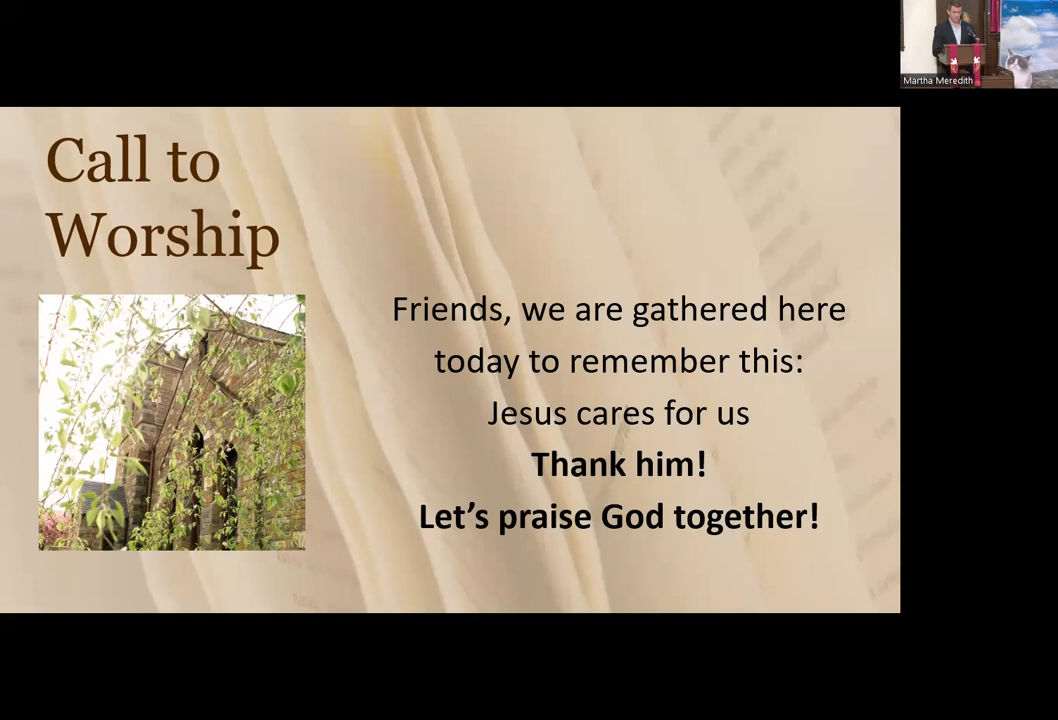 Martha Meredith
Call to
Worship
Friends, we are gathered here
today to remember this:
Jesus cares for us
Thank him!
Let’s praise God together!